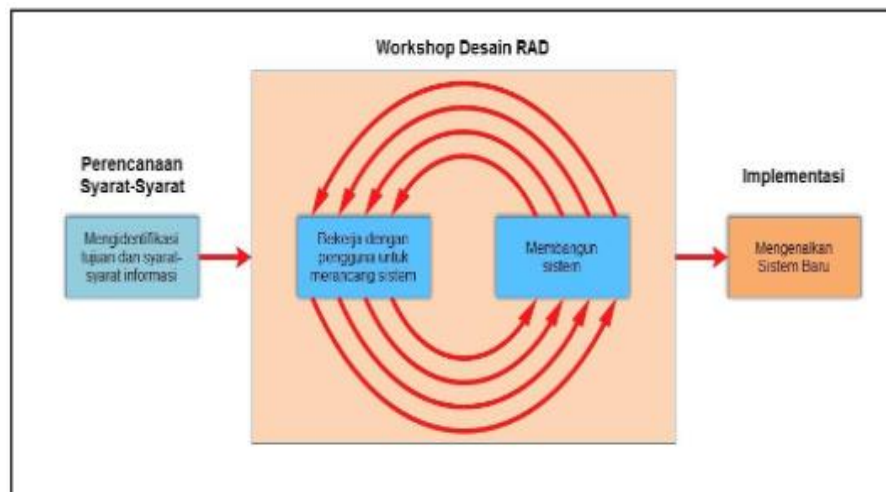 Workshop Desain RAD
Perencanaan
Syarat-Syarat
Mengidentifikasi
tujuan dan syarat-
syarat informasi
Bekerja dengan
pengguna untuk
merancang sistem
Membangun
sistem
Implementasi
Mengenalkan
Sistem Baru